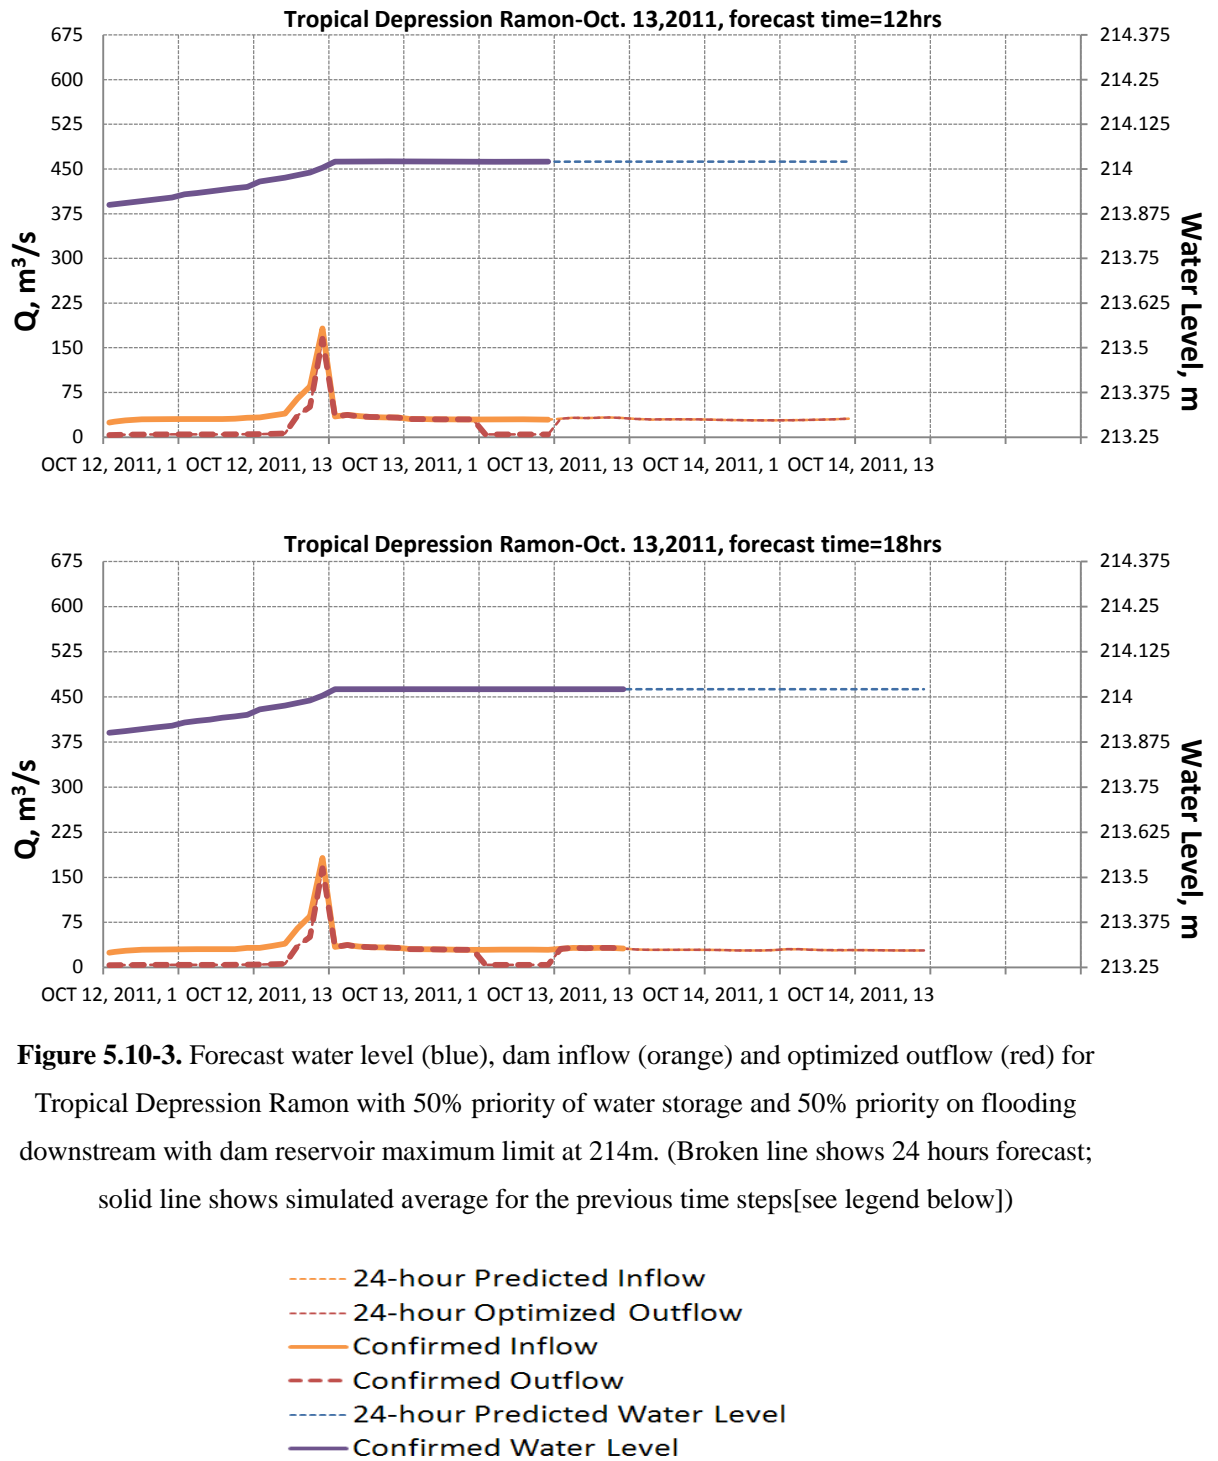 Tropical Depression Ramon-Oct. 13,2011, forecast time=12hrs
675
600
525
450
375
300
225
150
75
0
Q, m³/s
214.375
214.25
214.125
214
213.875
213.75
213.625
213.5
213.375
213.25
Water Level, m
OCT 12, 2011, 1 OCT 12, 2011, 13 OCT 13, 2011, 1 OCT 13, 2011, 13 OCT 14, 2011, 1 OCT 14, 2011, 13
Tropical Depression Ramon-Oct. 13,2011, forecast time=18hrs
675
600
525
450
375
300
225
150
75
0
Q, m³/s
214.375
214.25
214.125
214
213.875
213.75
213.625
213.5
213.375
213.25
Water Level, m
OCT 12, 2011, 1 OCT 12, 2011, 13 OCT 13, 2011, 1 OCT 13, 2011, 13 OCT 14, 2011, 1 OCT 14, 2011, 13
Figure 5.10-3. Forecast water level (blue), dam inflow (orange) and optimized outflow (red) for
Tropical Depression Ramon with 50% priority of water storage and 50% priority on flooding
downstream with dam reservoir maximum limit at 214m. (Broken line shows 24 hours forecast;
solid line shows simulated average for the previous time steps[see legend below])
24-hour Predicted Inflow
24-hour Optimized Outflow
Confirmed Inflow
Confirmed Outflow
24-hour Predicted Water Level
Confirmed Water Level